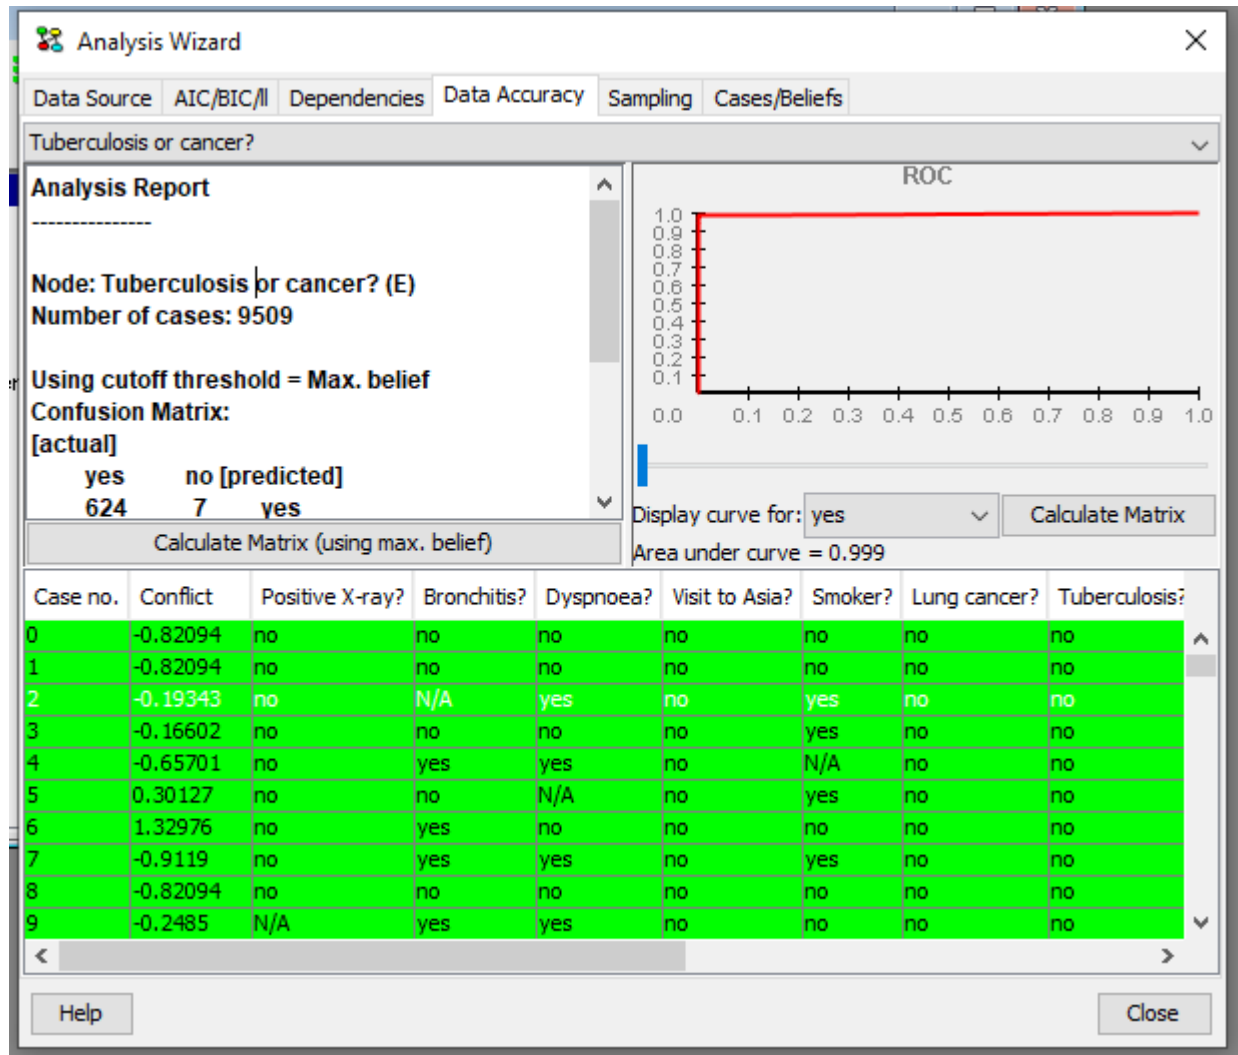 Analysis Wizard
Data Source AIC/BIC/ll Dependencies Data Accuracy Sampling Cases/Beliefs
Tuberculosis or cancer?
Analysis Report
---------------
Node: Tuberculosis or cancer? (E)
Number of cases: 9509
Using cutoff threshold = Max. belief
Confusion Matrix:
[actual]
yes no [predicted]
624 7 yes
Calculate Matrix (using max. belief)
ROC
1.0
0.9
0.8
0.7
0.6
0.5
0.4
0.3
0.2
0.1
0.0 0.1 0.2 0.3 0.4 0.5 0.6 0.7 0.8 0.9 1.0
Display curve for: yes Calculate Matrix
Area under curve = 0.999
Case no. Conflict Positive X-ray? Bronchitis? Dyspnoea? Visit to Asia? Smoker? Lung cancer? Tuberculosis?
0 -0.82094 no no no no no no no
1 -0.82094 no no no no no no no
2 -0.19343 no N/A yes no yes no no
3 -0.16602 no no no no yes no no
4 -0.65701 no yes yes no N/A no no
5 0.30127 no no N/A no yes no no
6 1.32976 no yes no no no no no
7 -0.9119 no yes yes no yes no no
8 -0.82094 no no no no no no no
9 -0.2485 N/A yes yes no no no no
Help Close